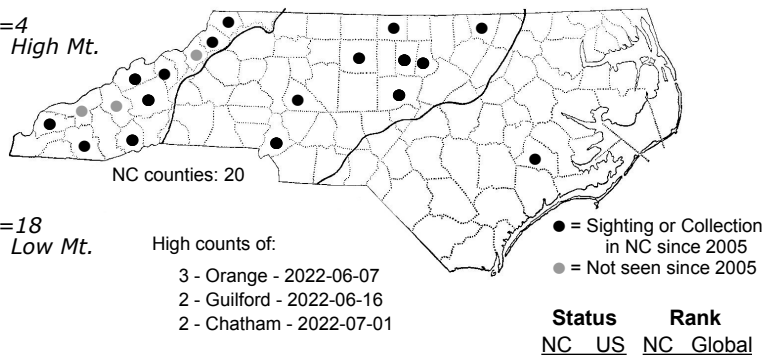 =4
High Mt.
NC counties: 20
=18
Low Mt.
High counts of:
3 - Orange - 2022-06-07
2 - Guilford - 2022-06-16
2 - Chatham - 2022-07-01
● = Sighting or Collection
in NC since 2005
● = Not seen since 2005
Status Rank
NC US NC Global